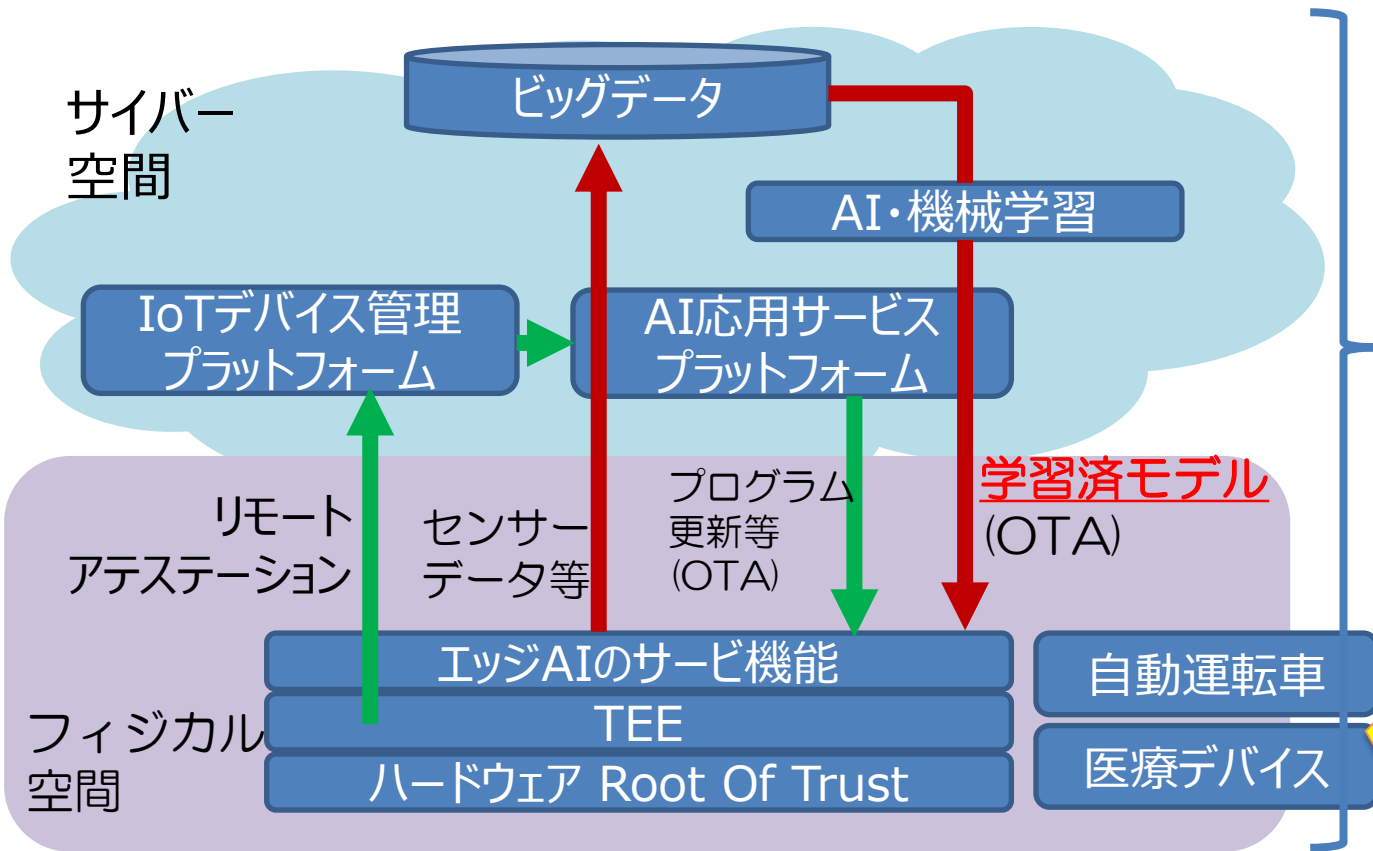 サイバー
空間
ビッグデータ
AI・機械学習
IoTデバイス管理
プラットフォーム
AI応用サービス
プラットフォーム
リモート
アテステーション
センサー
データ等
プログラム
更新等
(OTA)
学習済モデル
(OTA)
エッジAIのサービ機能
TEE
ハードウェア Root Of Trust
フィジカル
空間
自動運転車
医療デバイス